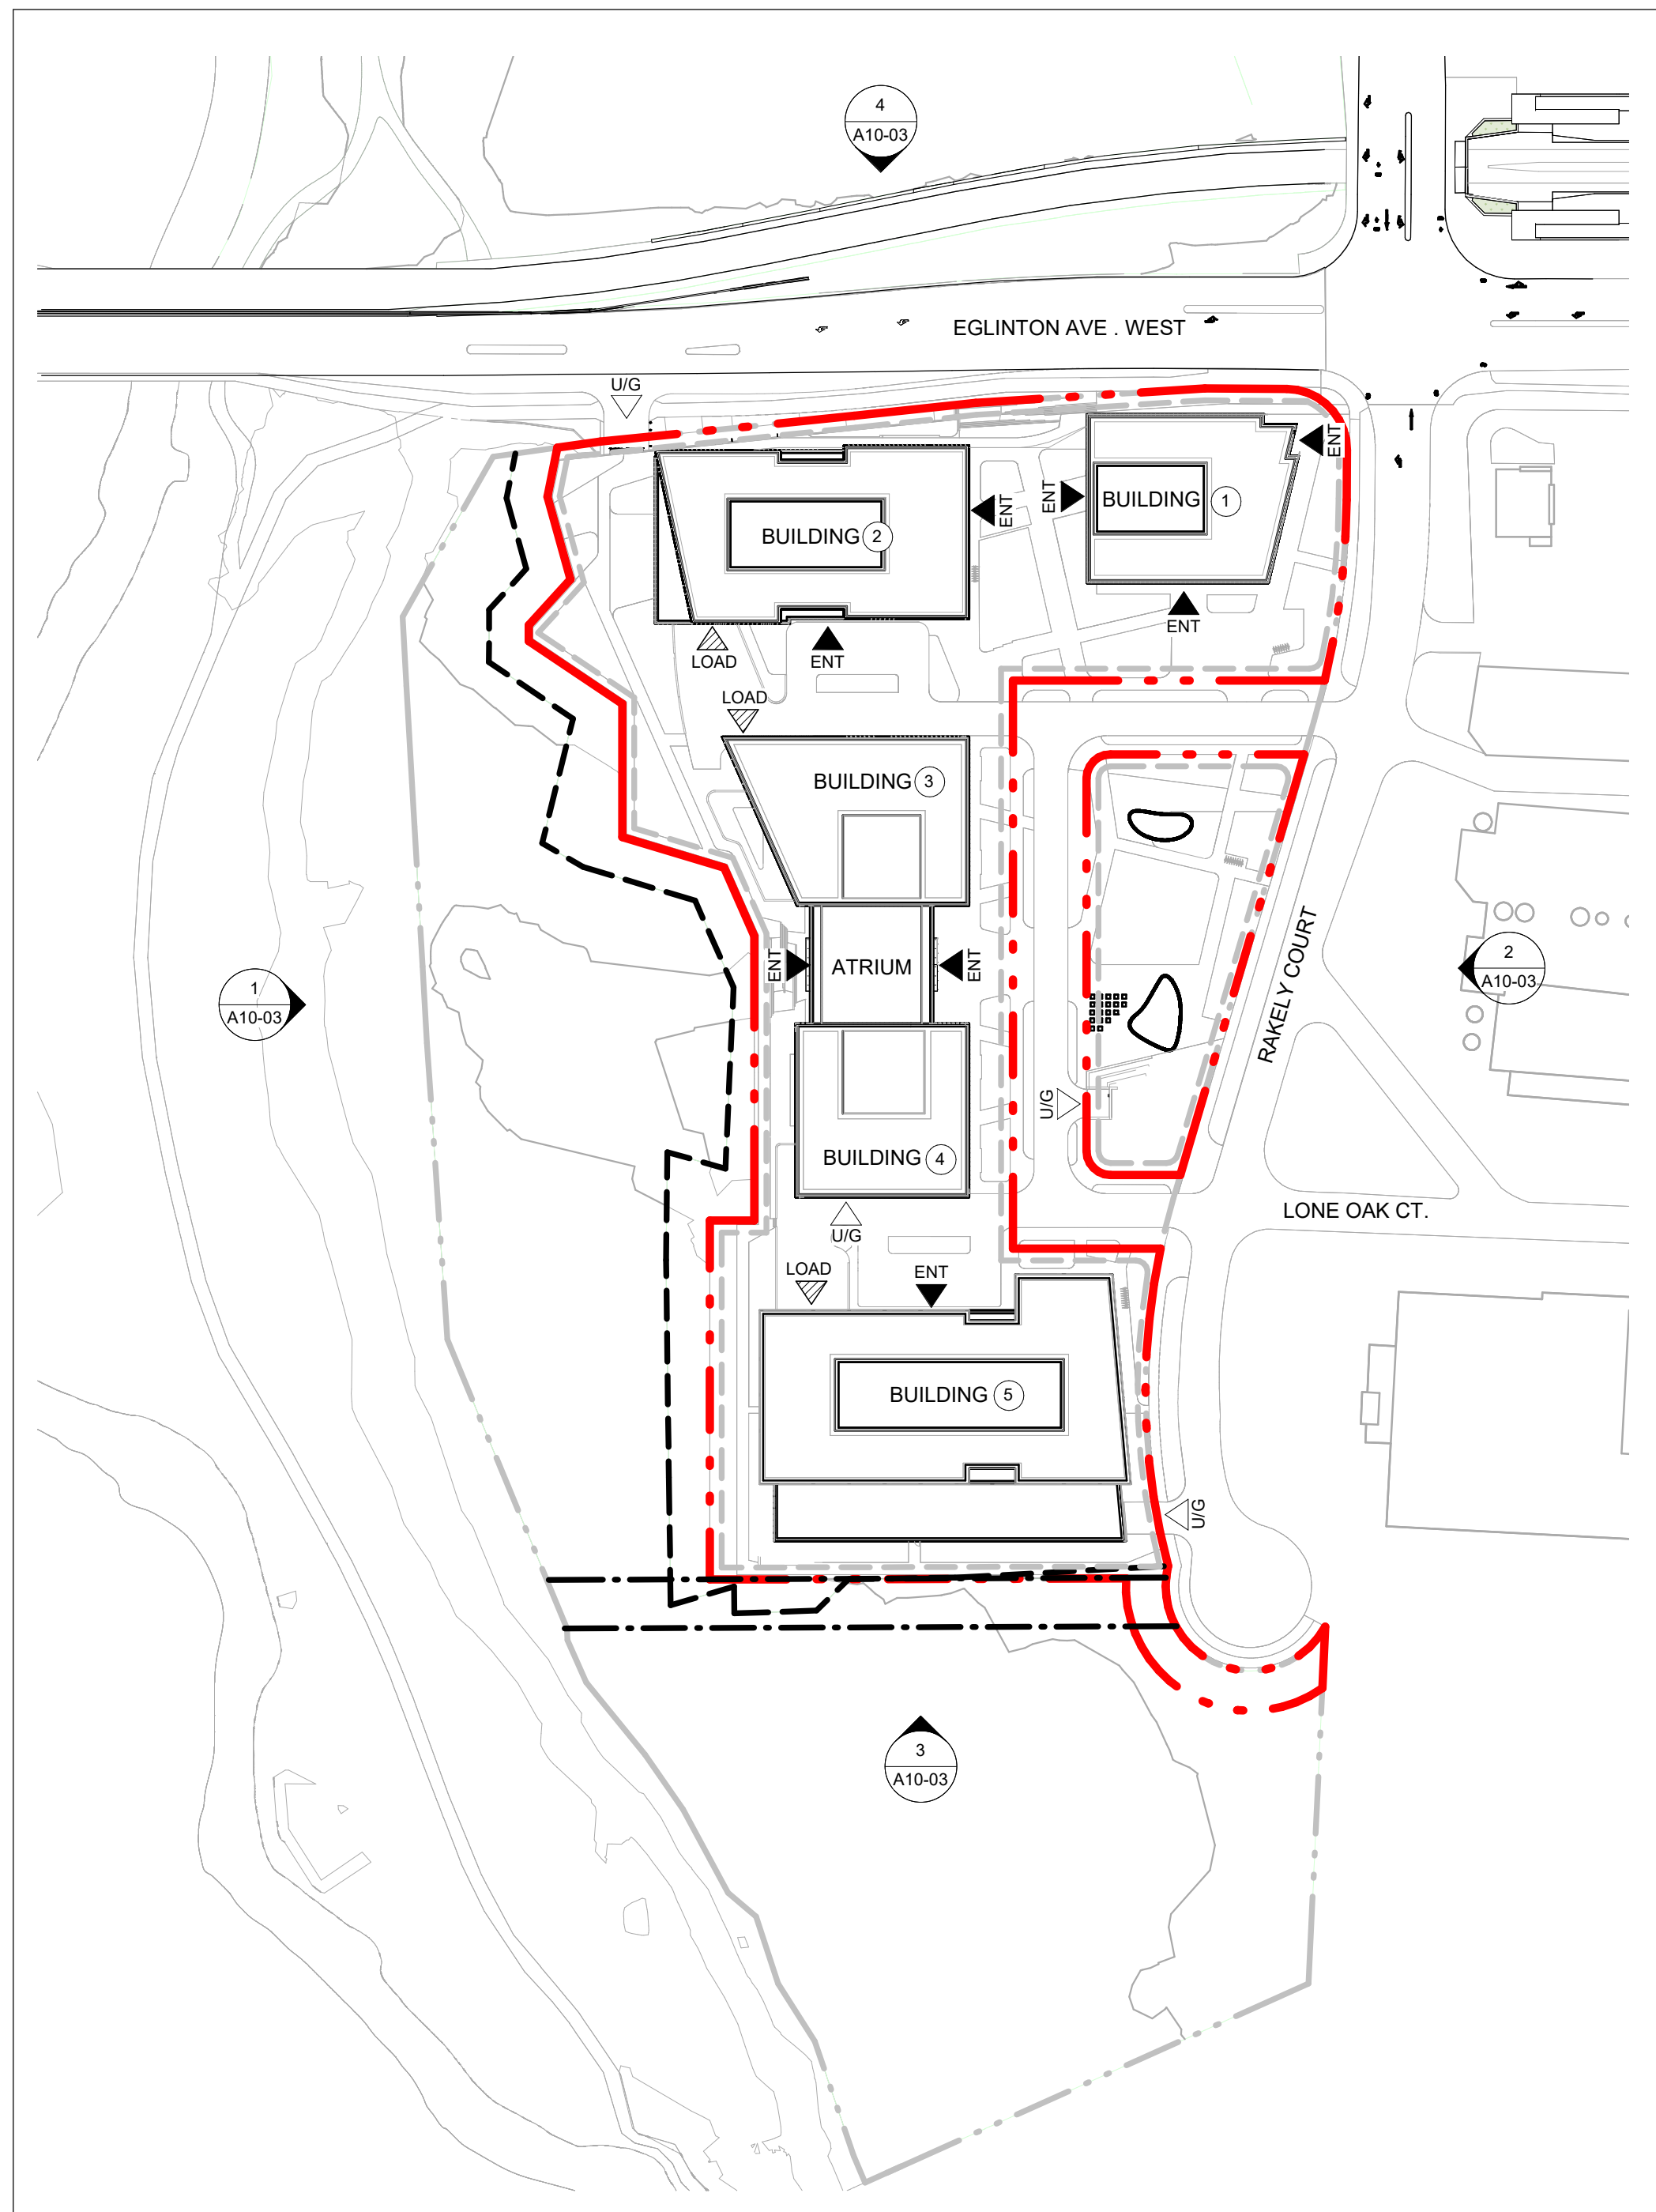 4
A10-03
EGLINTON AVE . WEST
U/G
ENT
ENT
BUILDING 1
ENT
BUILDING 2
ENT
LOAD
ENT
LOAD
BUILDING 3
ENT
ATRIUM
ENT
2
A10-03
1
A10-03
RAKELY COURT
U/G
BUILDING 4
LONE OAK CT.
U/G
LOAD
ENT
BUILDING 5
U/G
3
A10-03